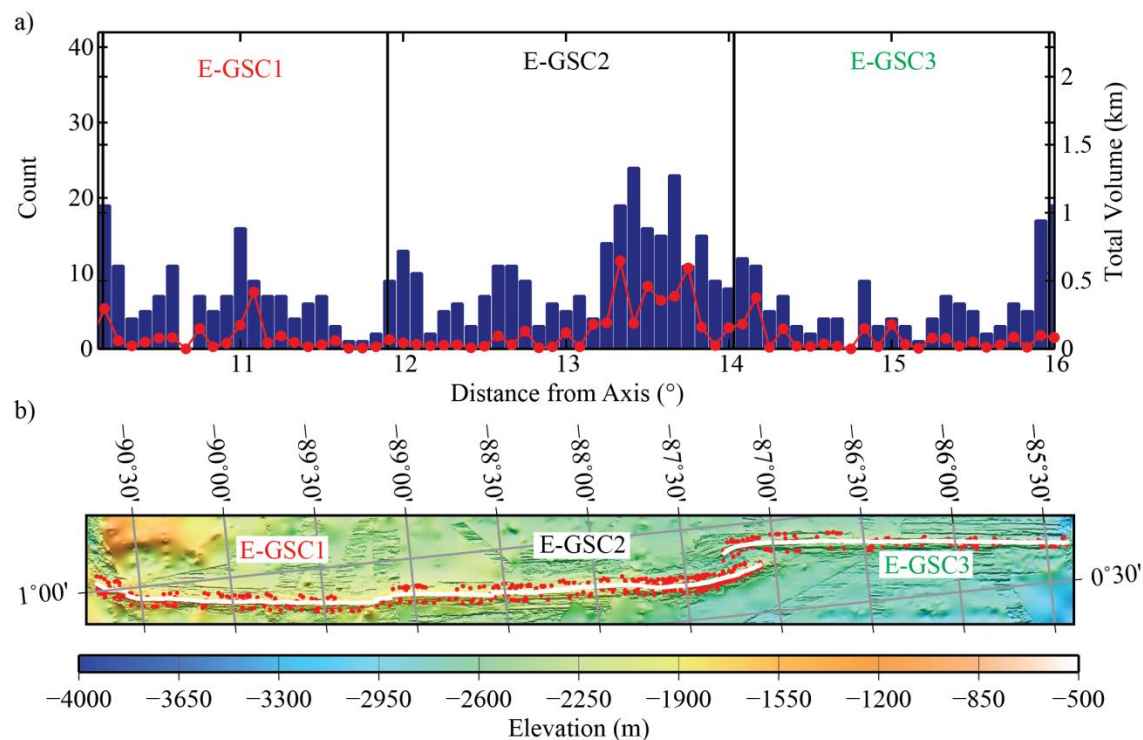 a)
E-GSC1 E-GSC2 E-GSC3
Count
40
30
20
10
0
Total Volume (km)
2
1.5
1
0.5
0
11 12 13 14 15 16
Distance from Axis (°)
b)
−90°30' −90°00' −89°30' −89°00' −88°30' −88°00' −87°30' −87°00' −86°30' −86°00' −85°30'
E-GSC1 E-GSC2 E-GSC3
1°00' 0°30'
−4000 −3650 −3300 −2950 −2600 −2250 −1900 −1550 −1200 −850 −500
Elevation (m)